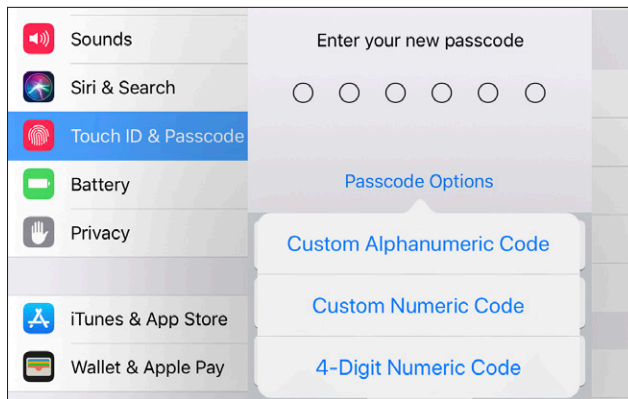 Sounds
Siri & Search
Touch ID & Passcode
Battery
Privacy
iTunes & App Store
Wallet & Apple Pay
Enter your new passcode
Passcode Options
Custom Alphanumeric Code
Custom Numeric Code
4-Digit Numeric Code